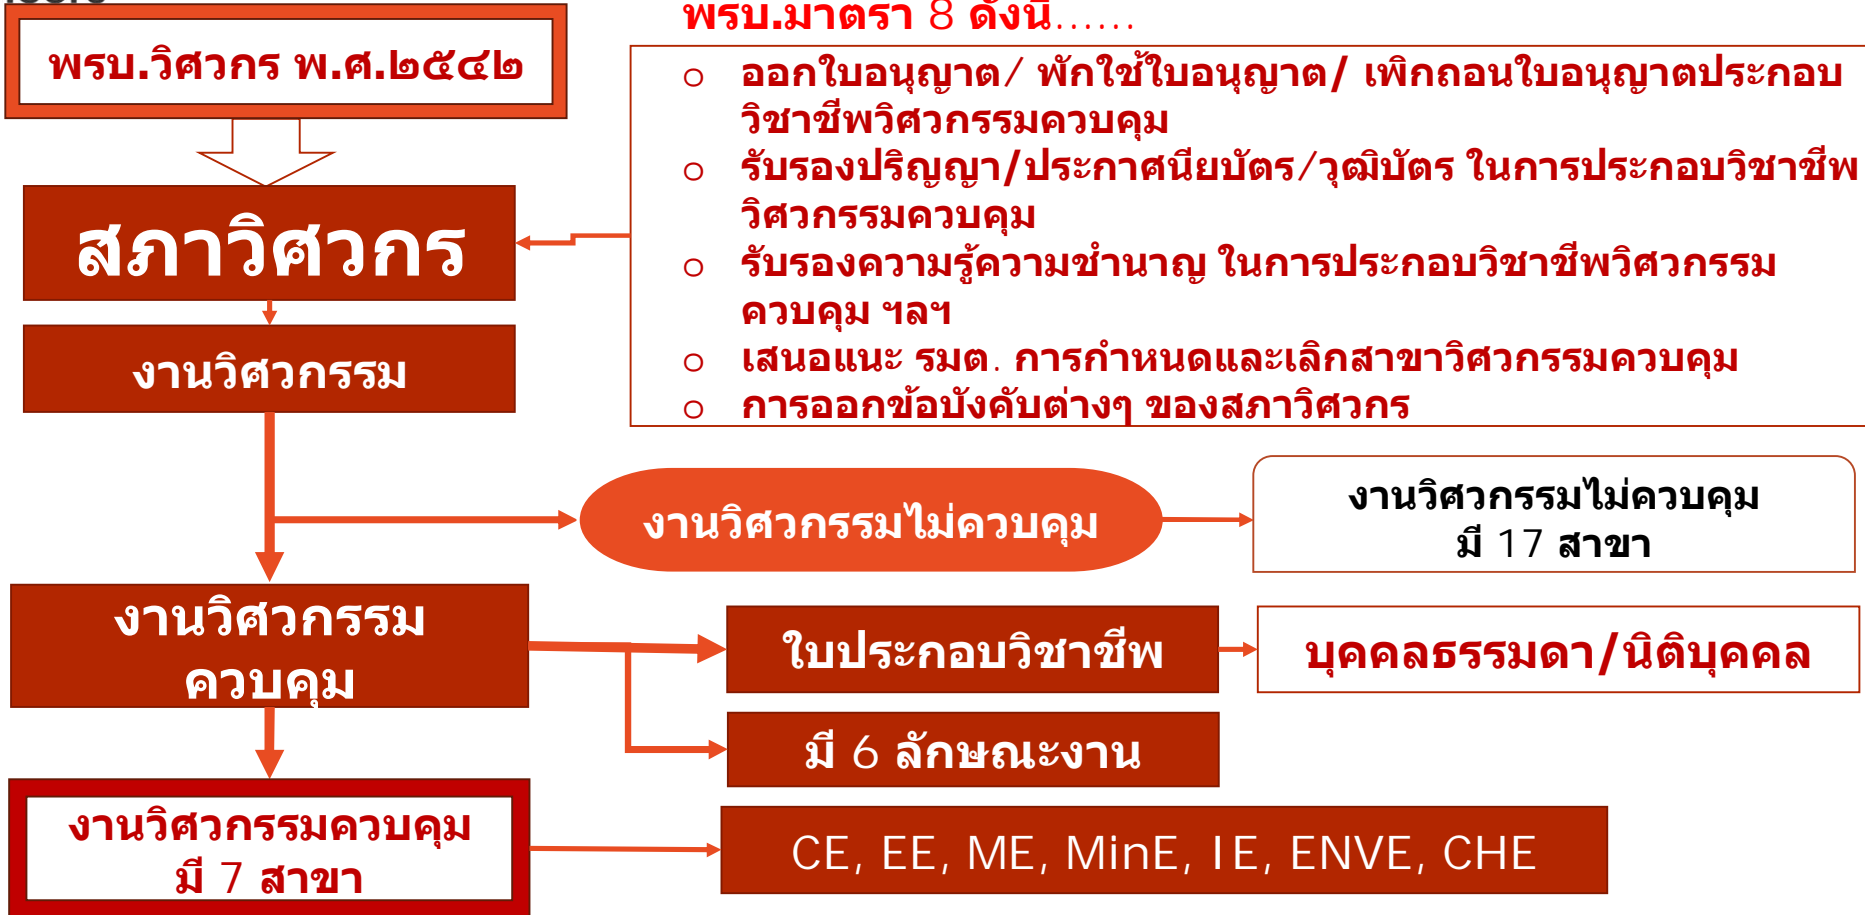 พรบ.มาตรา 8 ดังนี้......
พรบ.วิศวกร พ.ศ.๒๕๔๒
o ออกใบอนุญาต/ พักใช้ใบอนุญาต/ เพิกถอนใบอนุญาตประกอบ
วิชาชีพวิศวกรรมควบคุม
o รับรองปริญญา/ประกาศนียบัตร/วุฒิบัตร ในการประกอบวิชาชีพ
วิศวกรรมควบคุม
o รับรองความรู้ความชำนาญ ในการประกอบวิชาชีพวิศวกรรม
ควบคุม ฯลฯ
o เสนอแนะ รมต. การกำหนดและเลิกสาขาวิศวกรรมควบคุม
o การออกข้อบังคับต่างๆ ของสภาวิศวกร
สภาวิศวกร
งานวิศวกรรม
งานวิศวกรรมไม่ควบคุม
งานวิศวกรรมไม่ควบคุม
มี 17 สาขา
งานวิศวกรรม
ควบคุม
ใบประกอบวิชาชีพ
บุคคลธรรมดา/นิติบุคคล
มี 6 ลักษณะงาน
งานวิศวกรรมควบคุม
มี 7 สาขา
CE, EE, ME, MinE, IE, ENVE, CHE